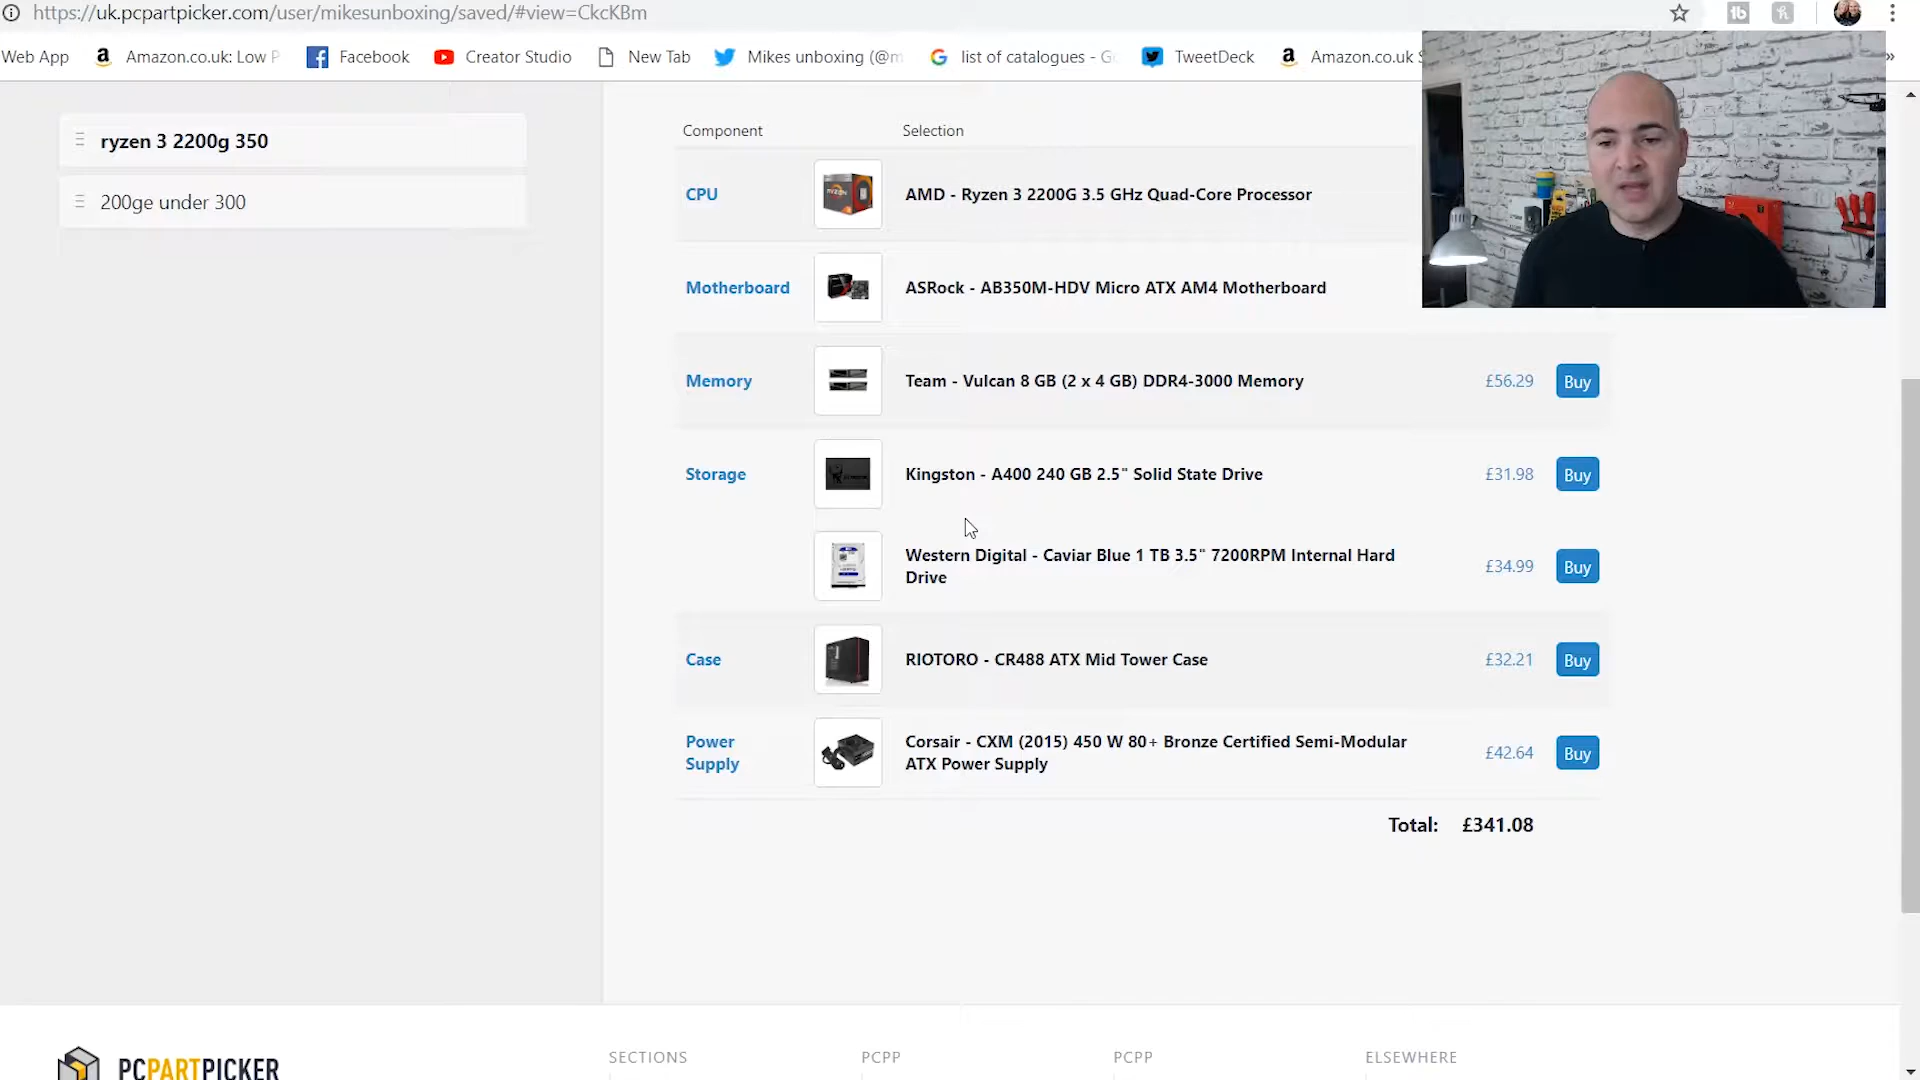 https://uk.pcpartpicker.com/user/mikesunboxing/saved/#view=CkcKBm
Web App
Amazon.co.uk: Low P
Facebook
Creator Studio
New Tab
Mikes unboxing (@m
list of catalogues - Go
TweetDeck
Amazon.co.uk S
»
ryzen 3 2200g 350
200ge under 300
Component Selection
CPU AMD - Ryzen 3 2200G 3.5 GHz Quad-Core Processor
Motherboard ASRock - AB350M-HDV Micro ATX AM4 Motherboard
Memory Team - Vulcan 8 GB (2 x 4 GB) DDR4-3000 Memory £56.29 Buy
Storage Kingston - A400 240 GB 2.5" Solid State Drive £31.98 Buy
Western Digital - Caviar Blue 1 TB 3.5" 7200RPM Internal Hard
Drive
£34.99 Buy
Case RIOTORO - CR488 ATX Mid Tower Case £32.21 Buy
Power
Supply
Corsair - CXM (2015) 450 W 80+ Bronze Certified Semi-Modular
ATX Power Supply
£42.64 Buy
Total: £341.08
PCPARTPICKER
SECTIONS PCPP PCPP ELSEWHERE